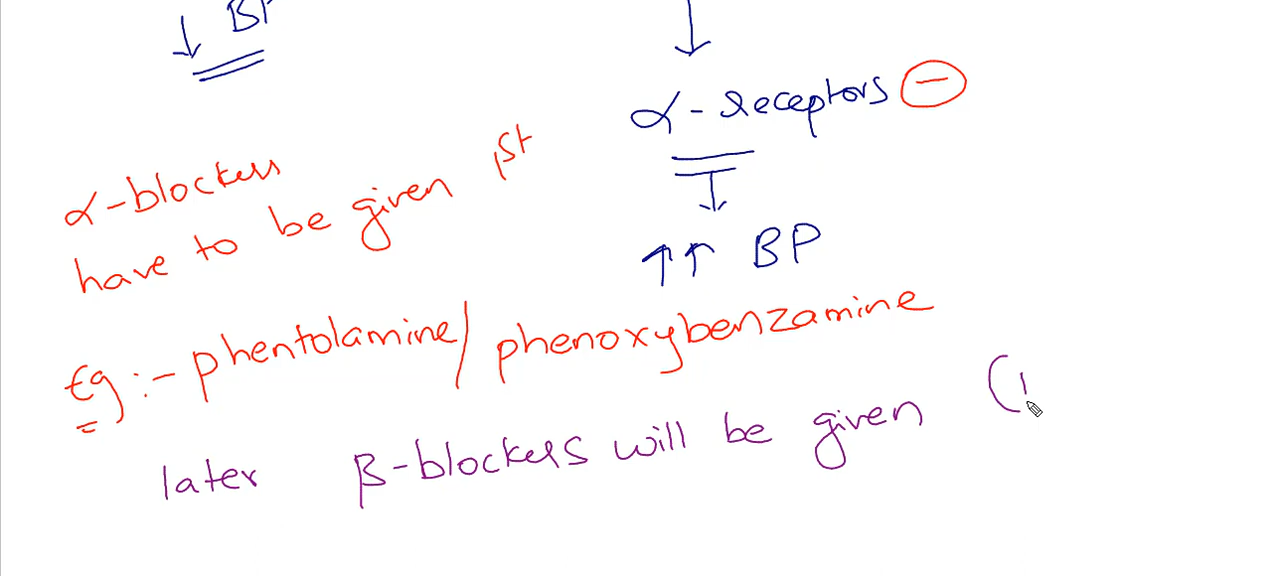 ↓ BP
α-receptors ⊖
↑↑ BP
α-blockers
have to be given 1st
Eg :- phentolamine/ phenoxybenzamine
later β-blockers will be given (